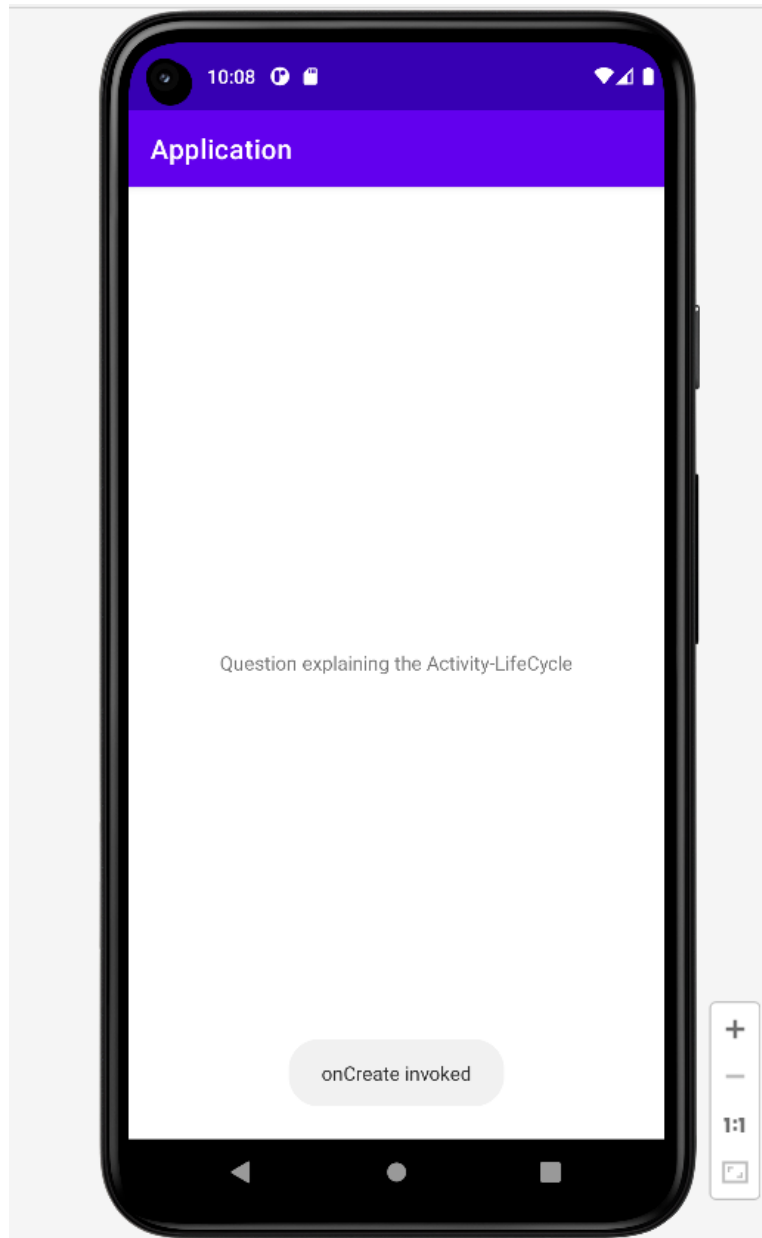 10:08
Application
Question explaining the Activity-LifeCycle
onCreate invoked
1:1